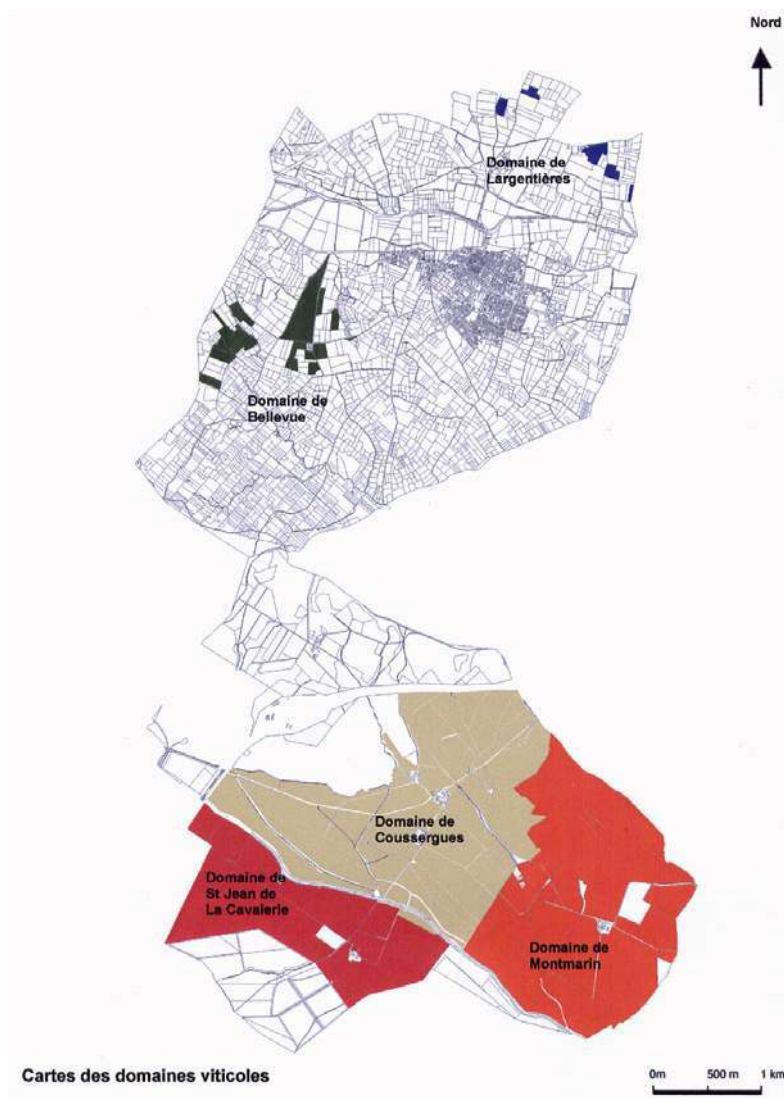 Nord
Domaine de
Largentières
Domaine de
Bellevue
Domaine de
Coussergues
Domaine de
St Jean de
La Cavalerie
Domaine de
Montmarin
Cartes des domaines viticoles
0m 500 m 1 km